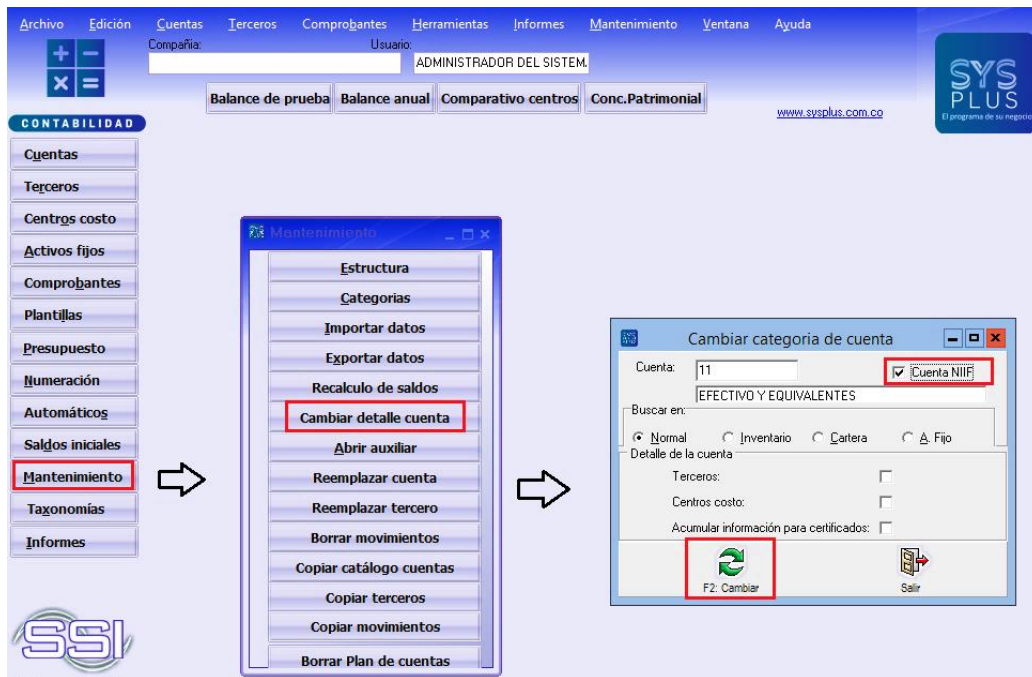 Archivo Edición Cuentas Terceros Comprobantes Herramientas Informes Mantenimiento Ventana Ayuda
Compañia: Usuario:
ADMINISTRADOR DEL SISTEM.
Balance de prueba Balance anual Comparativo centros Conc.Patrimonial
www.sysplus.com.co
SYS
PLUS
El programa de su negocio
CONTABILIDAD
Cuentas
Terceros
Centros costo
Activos fijos
Comprobantes
Plantillas
Presupuesto
Numeración
Automáticos
Saldos iniciales
Mantenimiento
Taxonomías
Informes
SSI
Mantenimiento
Estructura
Categorias
Importar datos
Exportar datos
Recalculo de saldos
Cambiar detalle cuenta
Abrir auxiliar
Reemplazar cuenta
Reemplazar tercero
Borrar movimientos
Copiar catálogo cuentas
Copiar terceros
Copiar movimientos
Borrar Plan de cuentas
Cambiar categoria de cuenta
Cuenta: 11 Cuenta NIIF
EFECTIVO Y EQUIVALENTES
Buscar en:
Normal Inventario Cartera A. Fijo
Detalle de la cuenta
Terceros:
Centros costo:
Acumular información para certificados:
F2: Cambiar Salir